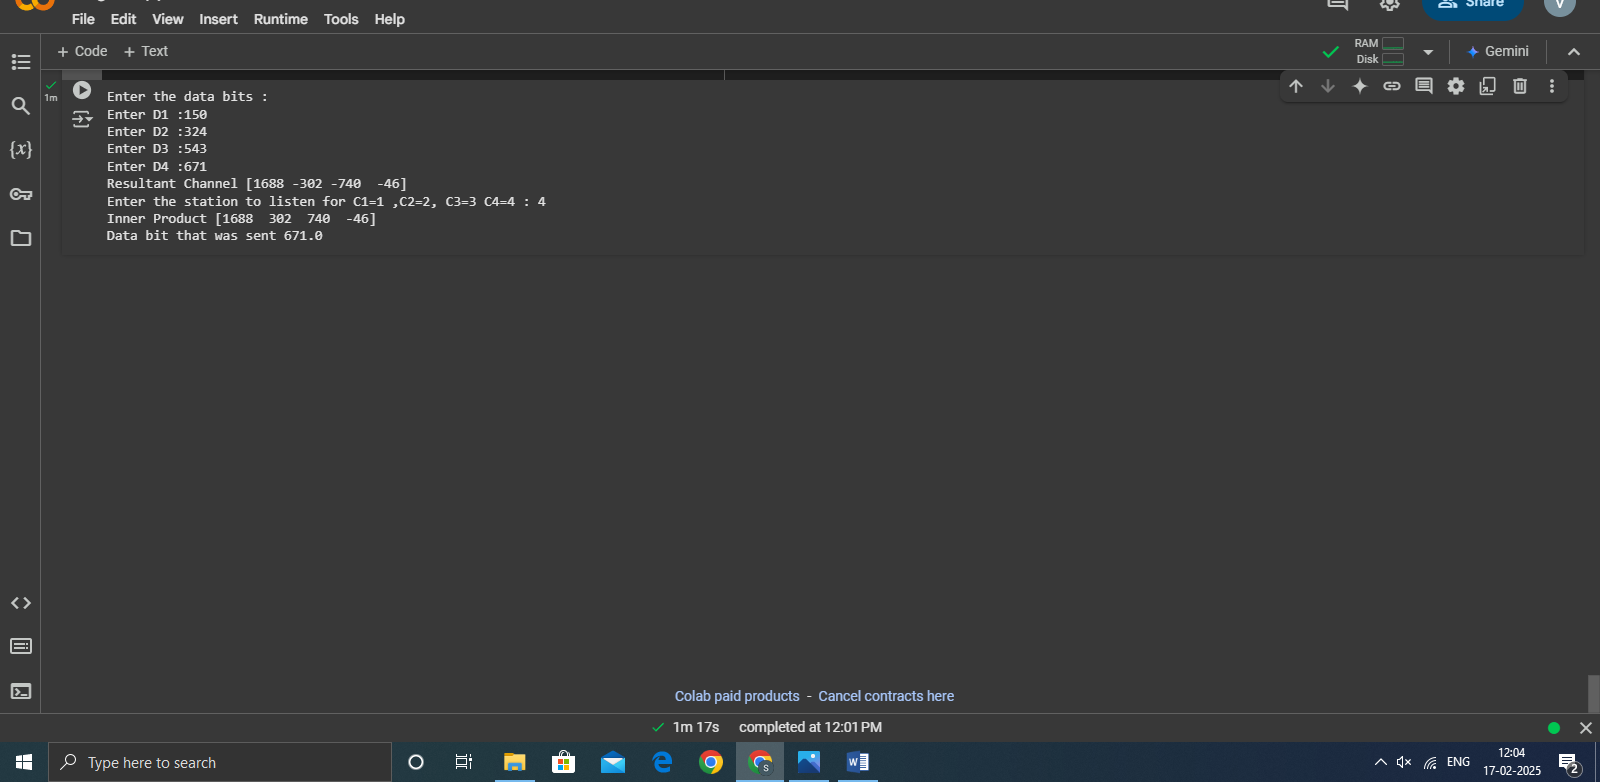 Share
V
File Edit View Insert Runtime Tools Help
+ Code + Text
RAM
Disk
Gemini
1m
{x}
Enter the data bits :
Enter D1 :150
Enter D2 :324
Enter D3 :543
Enter D4 :671
Resultant Channel [1688 -302 -740  -46]
Enter the station to listen for C1=1 ,C2=2, C3=3 C4=4 : 4
Inner Product [1688  302  740  -46]
Data bit that was sent 671.0
Colab paid products - Cancel contracts here
1m 17s completed at 12:01 PM
Type here to search
S
W
ENG
12:04
17-02-2025
2